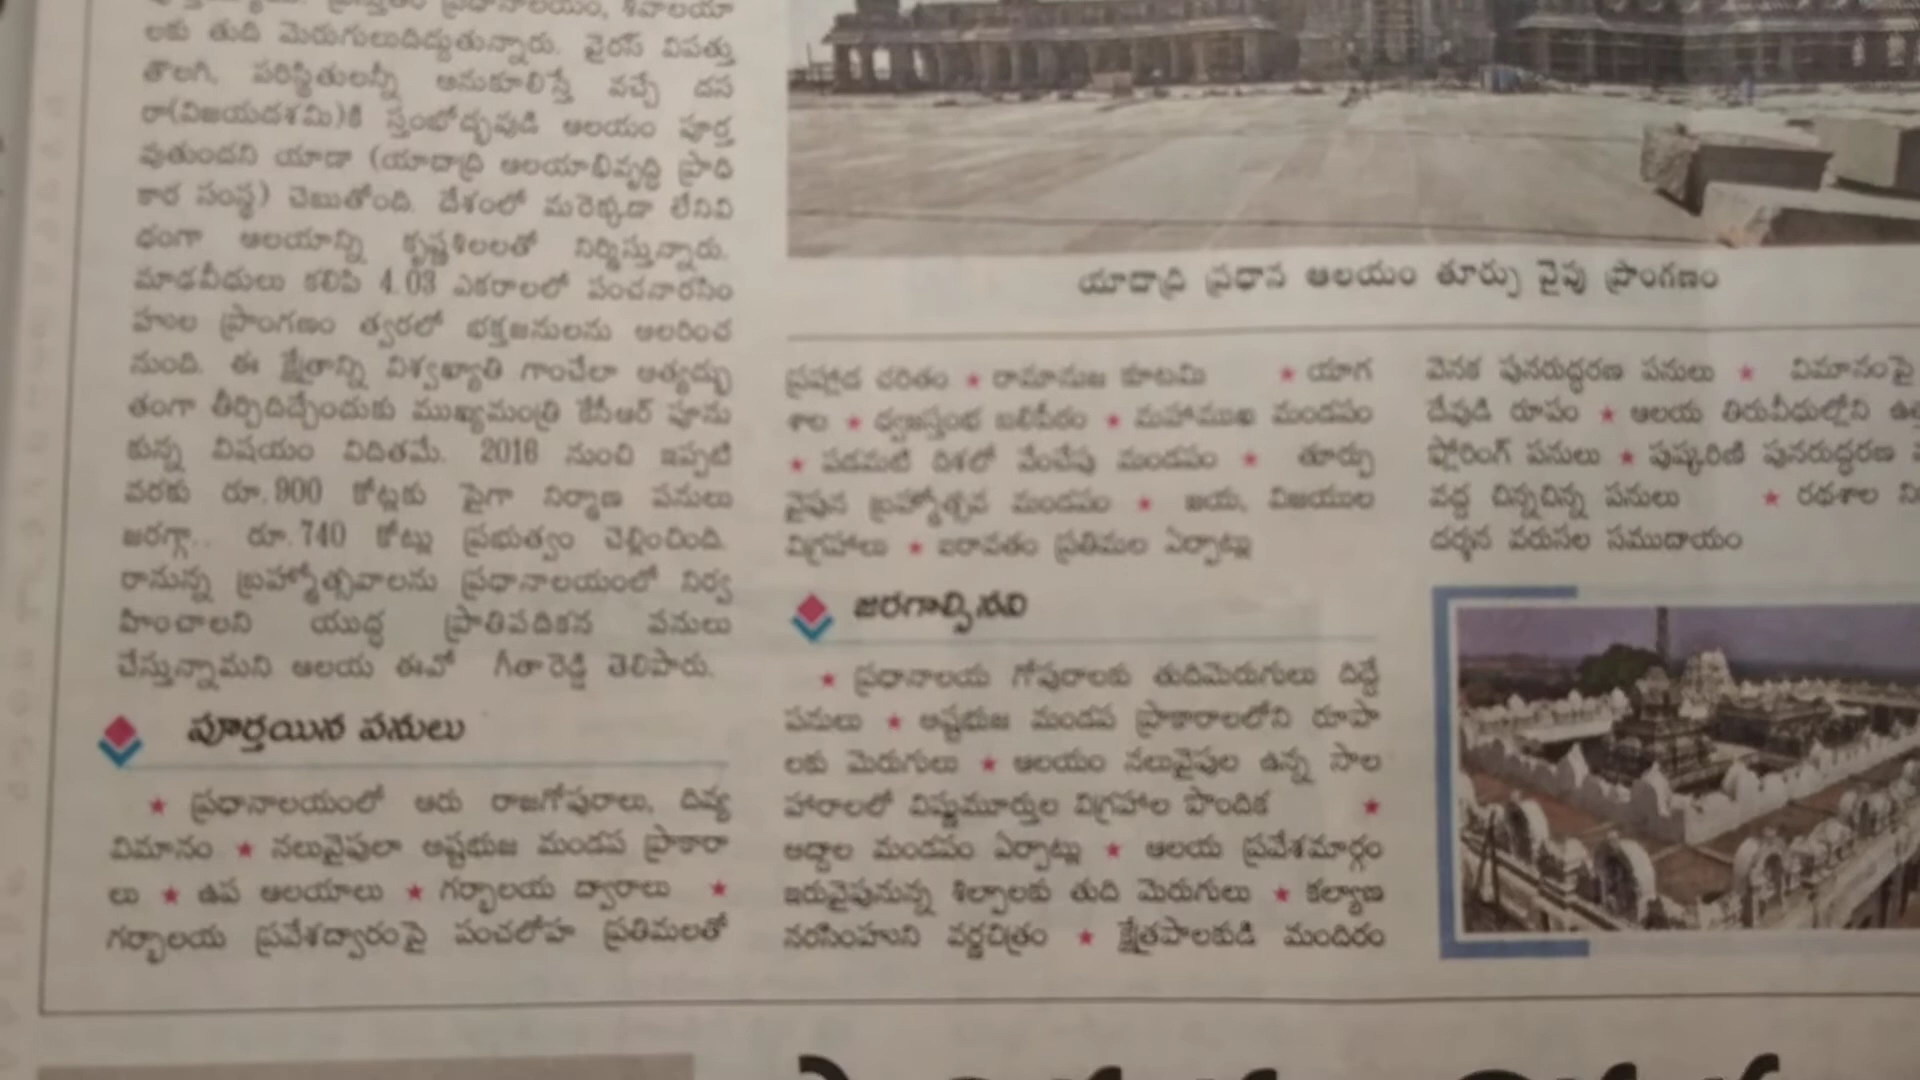 లకు తుది మెరుగులుదిద్దుతున్నారు. వైరస్ విపత్తు
తొలగి, పరిస్థితులన్నీ అనుకూలిస్తే వచ్చే దస
రా(విజయదశమి)కి స్తంభోద్భవుడి ఆలయం పూర్త
వుతుందని యాడా (యాదాద్రి ఆలయాభివృద్ధి ప్రాధి
కార సంస్థ) చెబుతోంది. దేశంలో మరెక్కడా లేనివి
ధంగా ఆలయాన్ని కృష్ణశిలలతో నిర్మిస్తున్నారు.
మాఢవీధులు కలిపి 4.03 ఎకరాలలో పంచనారసిం
హుల ప్రాంగణం త్వరలో భక్తజనులను అలరించ
నుంది. ఈ క్షేత్రాన్ని విశ్వఖ్యాతి గాంచేలా అత్యద్భు
తంగా తీర్చిదిద్దేందుకు ముఖ్యమంత్రి కేసీఆర్ పూను
కున్న విషయం విదితమే. 2016 నుంచి ఇప్పటి
వరకు రూ.900 కోట్లకు పైగా నిర్మాణ పనులు
జరగ్గా.. రూ.740 కోట్లు ప్రభుత్వం చెల్లించింది.
రానున్న బ్రహ్మోత్సవాలను ప్రధానాలయంలో నిర్వ
హించాలని యుద్ధ ప్రాతిపదికన పనులు
చేస్తున్నామని ఆలయ ఈవో గీతారెడ్డి తెలిపారు.
పూర్తయిన పనులు
★ ప్రధానాలయంలో ఆరు రాజగోపురాలు, దివ్య
విమానం ★ నలువైపులా అష్టభుజ మండప ప్రాకారా
లు ★ ఉప ఆలయాలు ★ గర్భాలయ ద్వారాలు ★
గర్భాలయ ప్రవేశద్వారంపై పంచలోహ ప్రతిమలతో
యాదాద్రి ప్రధాన ఆలయం తూర్పు వైపు ప్రాంగణం
ప్రహ్లాద చరితం ★ రామానుజ కూటమి ★ యాగ
శాల ★ ధ్వజస్తంభ బలిపీఠం ★ మహాముఖ మండపం
★ పడమటి దిశలో వేంచేపు మండపం ★ తూర్పు
వైపున బ్రహ్మోత్సవ మండపం ★ జయ, విజయుల
విగ్రహాలు ★ ఐరావతం ప్రతిమల ఏర్పాట్లు
జరగాల్సినవి
★ ప్రధానాలయ గోపురాలకు తుదిమెరుగులు దిద్దే
పనులు ★ అష్టభుజ మండప ప్రాకారాలలోని రూపా
లకు మెరుగులు ★ ఆలయం నలువైపుల ఉన్న సాల
హారాలలో విష్ణుమూర్తుల విగ్రహాల పొందిక ★
అద్దాల మండపం ఏర్పాట్లు ★ ఆలయ ప్రవేశమార్గం
ఇరువైపునున్న శిల్పాలకు తుది మెరుగులు ★ కల్యాణ
నరసింహుని వర్ణచిత్రం ★ క్షేత్రపాలకుడి మందిరం
వెనక పునరుద్ధరణ పనులు ★ విమానంపై
దేవుడి రూపం ★ ఆలయ తిరువీధుల్లోని
ఫ్లోరింగ్ పనులు ★ పుష్కరిణి పునరుద్ధరణ
వద్ద చిన్నచిన్న పనులు ★ రథశాల
దర్శన వరుసల సముదాయం